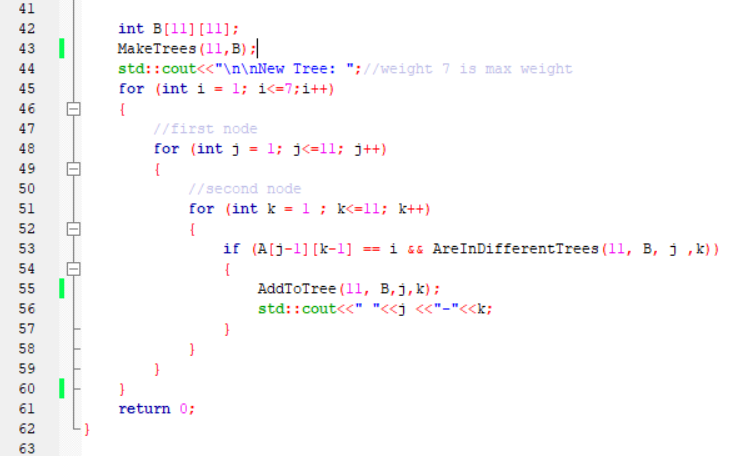 41
42 int B[11][11];
43 MakeTrees(11,B);
44 std::cout<<"\n\nNew Tree: ";//weight 7 is max weight
45 for (int i = 1; i<=7;i++)
46 {
47 //first node
48 for (int j = 1; j<=11; j++)
49 {
50 //second node
51 for (int k = 1 ; k<=11; k++)
52 {
53 if (A[j-1][k-1] == i && AreInDifferentTrees(11, B, j ,k))
54 {
55 AddToTree(11, B,j,k);
56 std::cout<<" "<<j <<"-"<<k;
57 }
58 }
59 }
60 }
61 return 0;
62 }
63